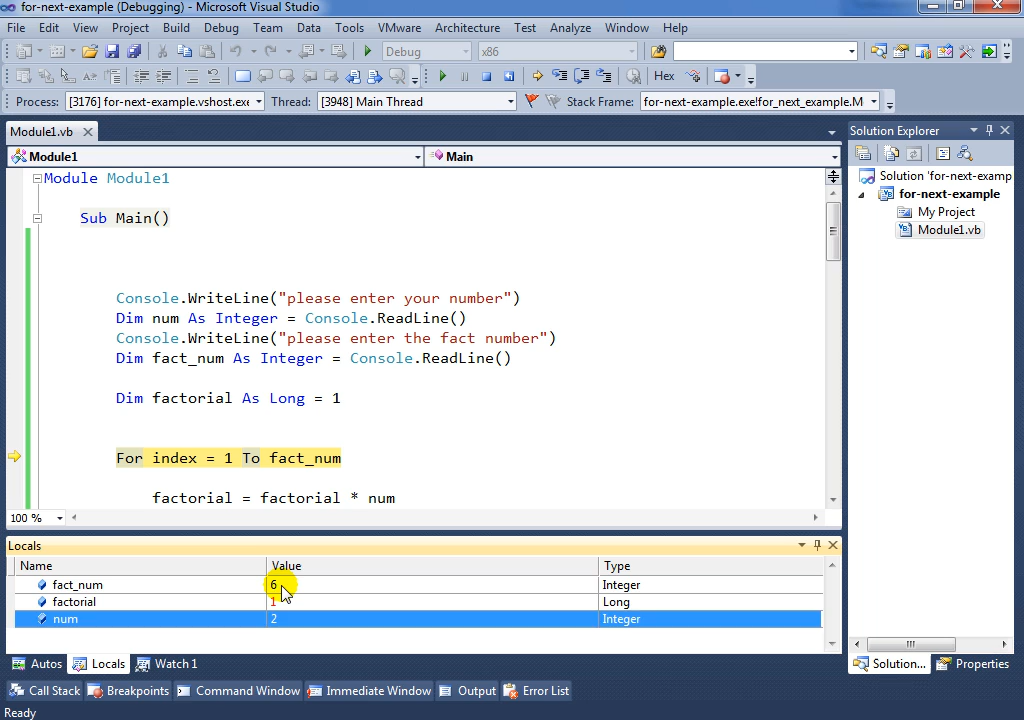 for-next-example (Debugging) - Microsoft Visual Studio
File Edit View Project Build Debug Team Data Tools VMware Architecture Test Analyze Window Help
Debug x86
Hex
Process: [3176] for-next-example.vshost.exe Thread: [3948] Main Thread Stack Frame: for-next-example.exe!for_next_example.M
Module1.vb
Solution Explorer
Module1 Main
Module Module1
Solution 'for-next-examp
for-next-example
My Project
Module1.vb
Sub Main()
Console.WriteLine("please enter your number")
Dim num As Integer = Console.ReadLine()
Console.WriteLine("please enter the fact number")
Dim fact_num As Integer = Console.ReadLine()
Dim factorial As Long = 1
For index = 1 To fact_num
factorial = factorial * num
100 %
Locals
Name Value Type
fact_num 6 Integer
factorial 1 Long
num 2 Integer
Autos Locals Watch 1
Solution... Properties
Call Stack Breakpoints Command Window Immediate Window Output Error List
Ready